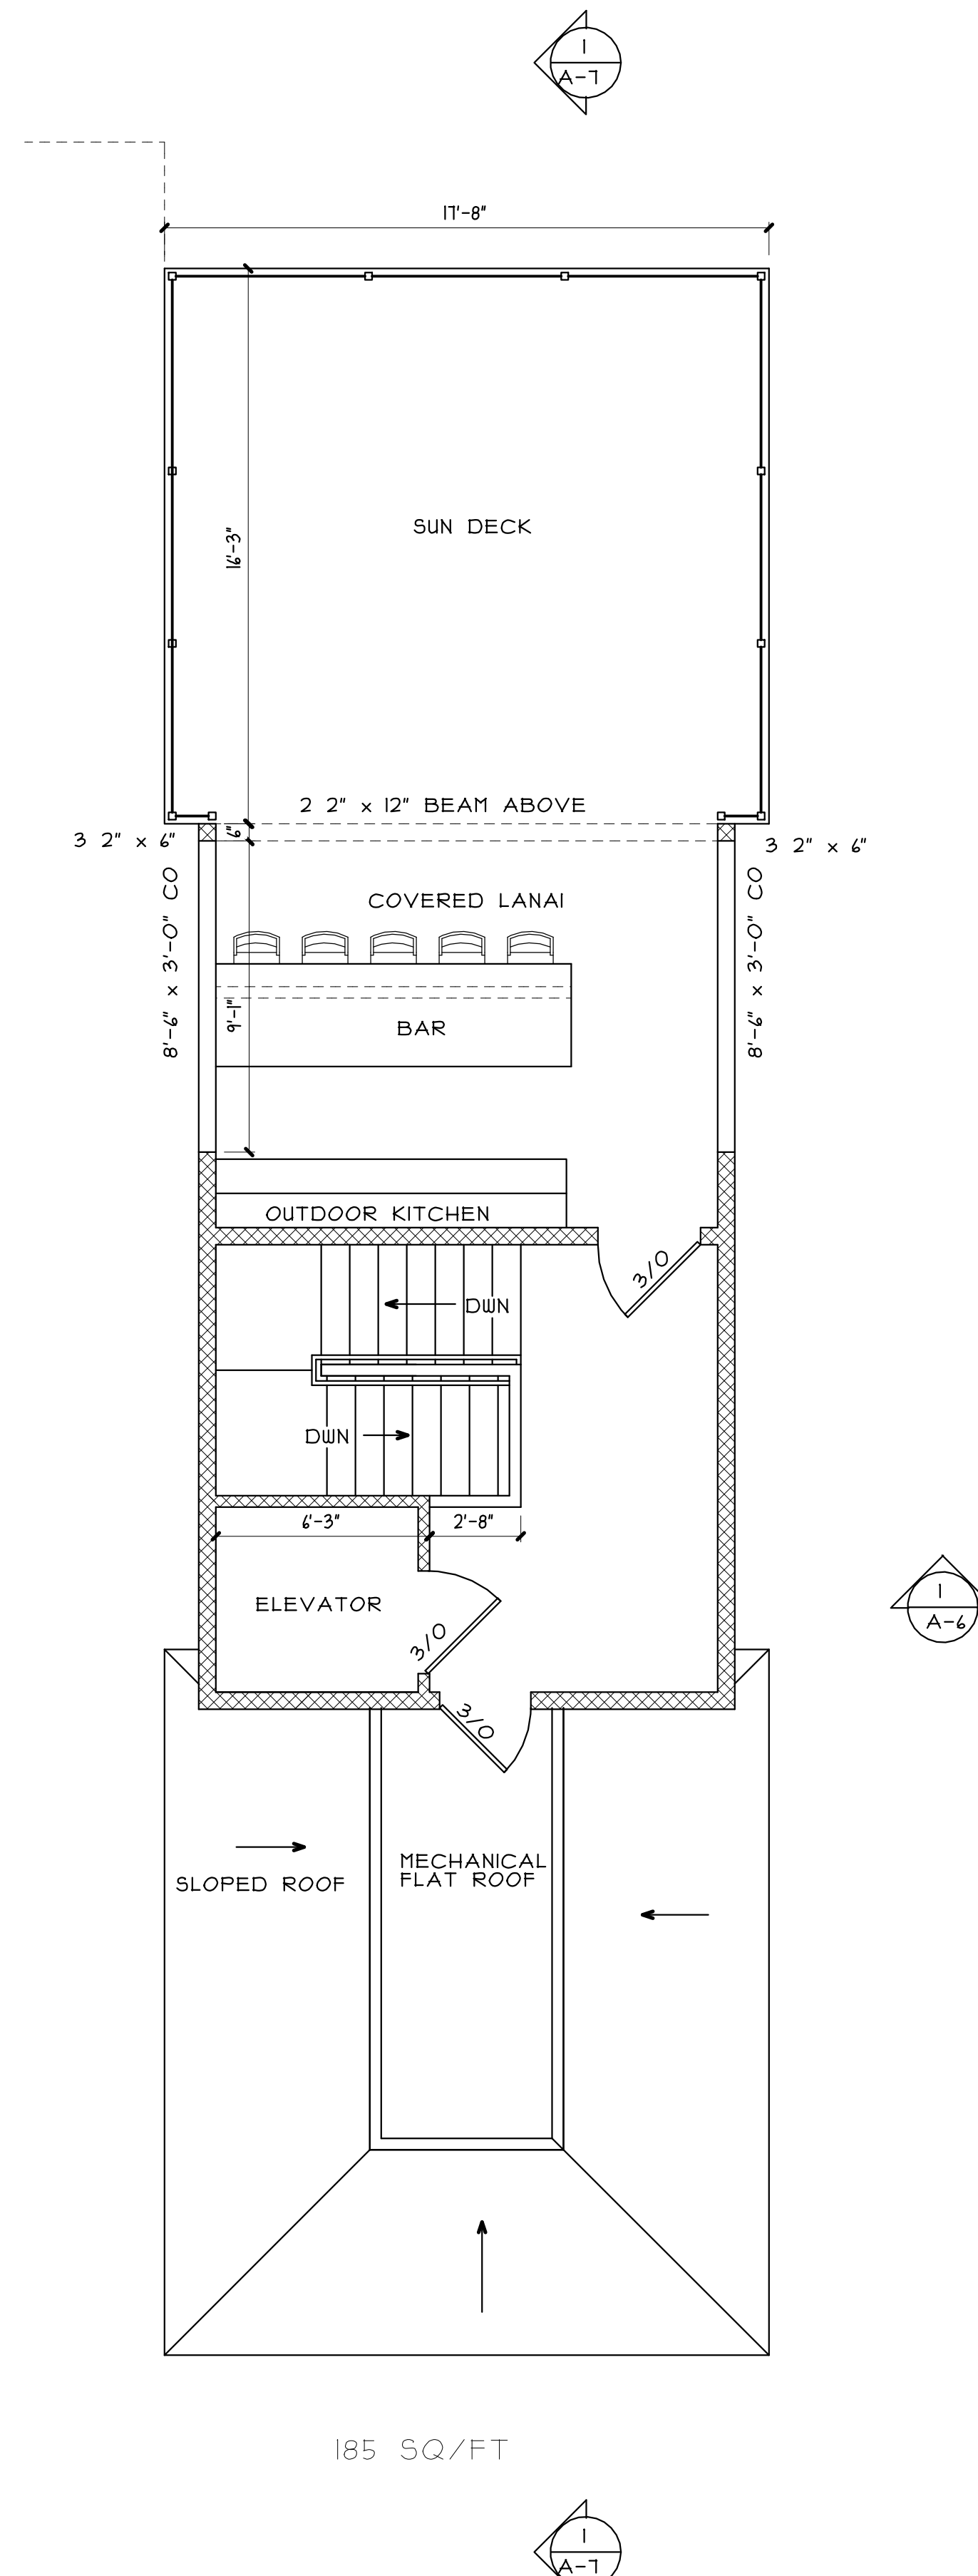 1
A-7
17'-8"
16'-3"
SUN DECK
2 2" x 12" BEAM ABOVE
3 2" x 6"
6"
3 2" x 6"
8'-6" x 3'-0" CO
COVERED LANAI
8'-6" x 3'-0" CO
9'-1"
BAR
OUTDOOR KITCHEN
3/0
DWN
DWN
6'-3"
2'-8"
ELEVATOR
3/0
1
A-6
3/0
MECHANICAL
FLAT ROOF
SLOPED ROOF
185 SQ/FT
1
A-7